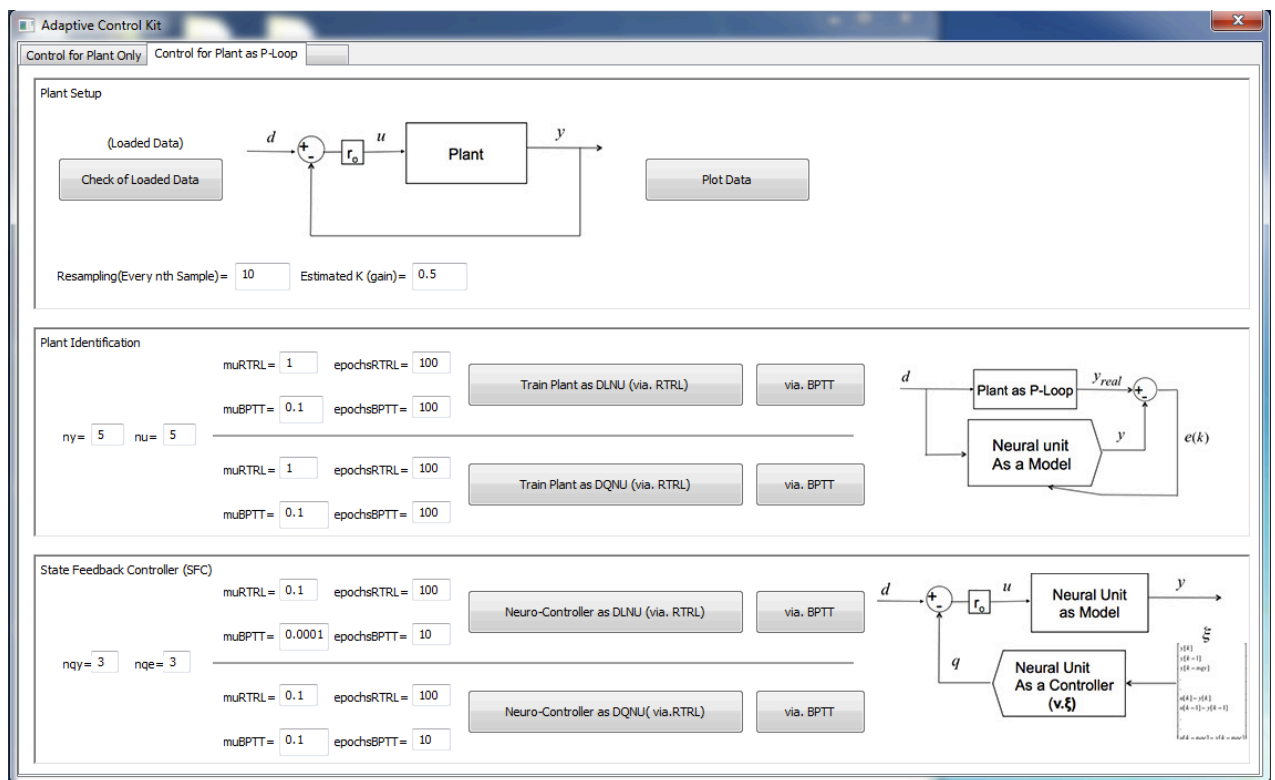 Adaptive Control Kit
Control for Plant Only
Control for Plant as P-Loop
Plant Setup
(Loaded Data)
Check of Loaded Data
d
+
-
r₀
u
Plant
y
Plot Data
Resampling(Every nth Sample)= 10
Estimated K (gain)= 0.5
Plant Identification
ny= 5 nu= 5
muRTRL= 1 epochsRTRL= 100
muBPTT= 0.1 epochsBPTT= 100
Train Plant as DLNU (via. RTRL)
via. BPTT
muRTRL= 1 epochsRTRL= 100
muBPTT= 0.1 epochsBPTT= 100
Train Plant as DQNU (via. RTRL)
via. BPTT
d
Plant as P-Loop
y_real
+
-
Neural unit
As a Model
y
e(k)
State Feedback Controller (SFC)
nqy= 3 nqe= 3
muRTRL= 0.1 epochsRTRL= 100
muBPTT= 0.0001 epochsBPTT= 10
Neuro-Controller as DLNU (via. RTRL)
via. BPTT
muRTRL= 0.1 epochsRTRL= 100
muBPTT= 0.1 epochsBPTT= 10
Neuro-Controller as DQNU( via.RTRL)
via. BPTT
d
+
-
r₀
u
Neural Unit
as Model
y
q
Neural Unit
As a Controller
(v.ξ)
ξ
y[k]
y[k-1]
y[k-nqy]